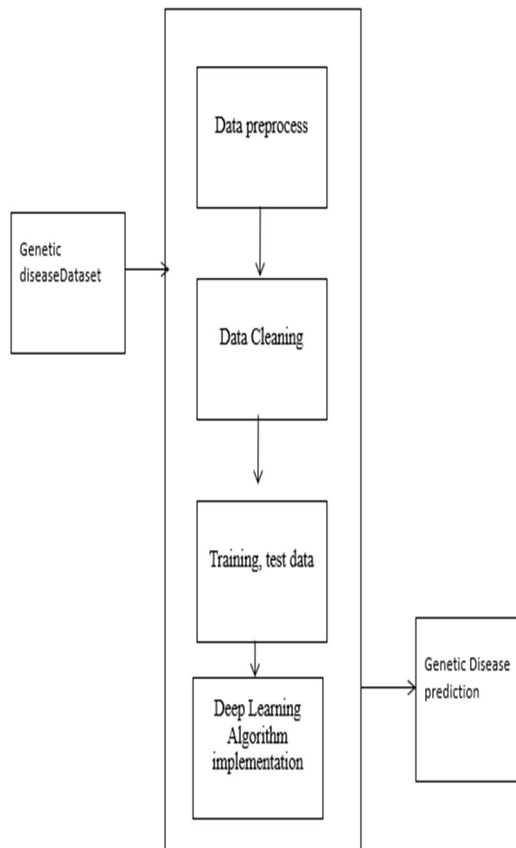 Genetic
diseaseDataset
Data preprocess
Data Cleaning
Training, test data
Deep Learning
Algorithm
implementation
Genetic Disease
prediction